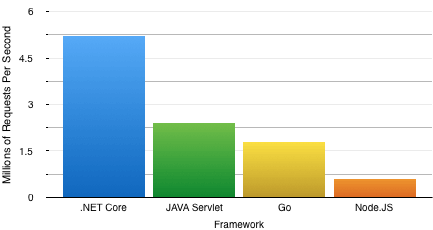 Millions of Requests Per Second
6
4.5
3
1.5
0
.NET Core
JAVA Servlet
Go
Node.JS
Framework